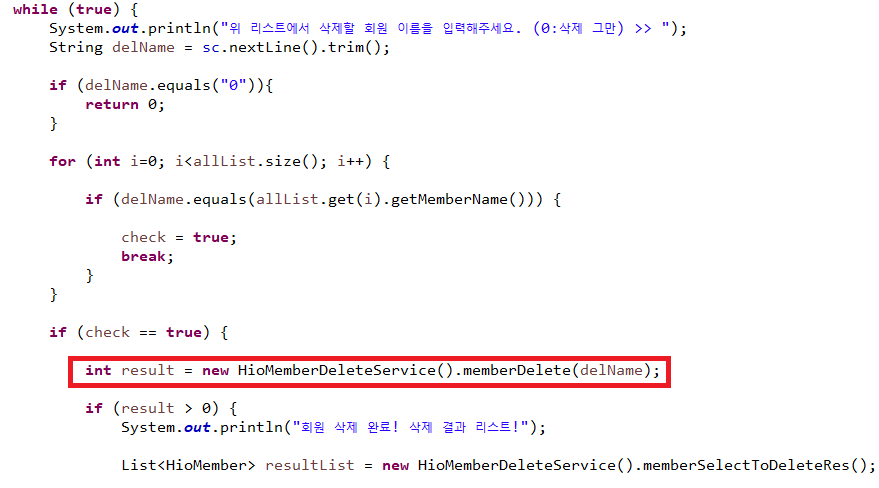 while (true) {
System.out.println("위 리스트에서 삭제할 회원 이름을 입력해주세요. (0:삭제 그만) >> ");
String delName = sc.nextLine().trim();
if (delName.equals("0")){
return 0;
}
for (int i=0; i<allList.size(); i++) {
if (delName.equals(allList.get(i).getMemberName())) {
check = true;
break;
}
}
if (check == true) {
int result = new HioMemberDeleteService().memberDelete(delName);
if (result > 0) {
System.out.println("회원 삭제 완료! 삭제 결과 리스트!");
List<HioMember> resultList = new HioMemberDeleteService().memberSelectToDeleteRes();